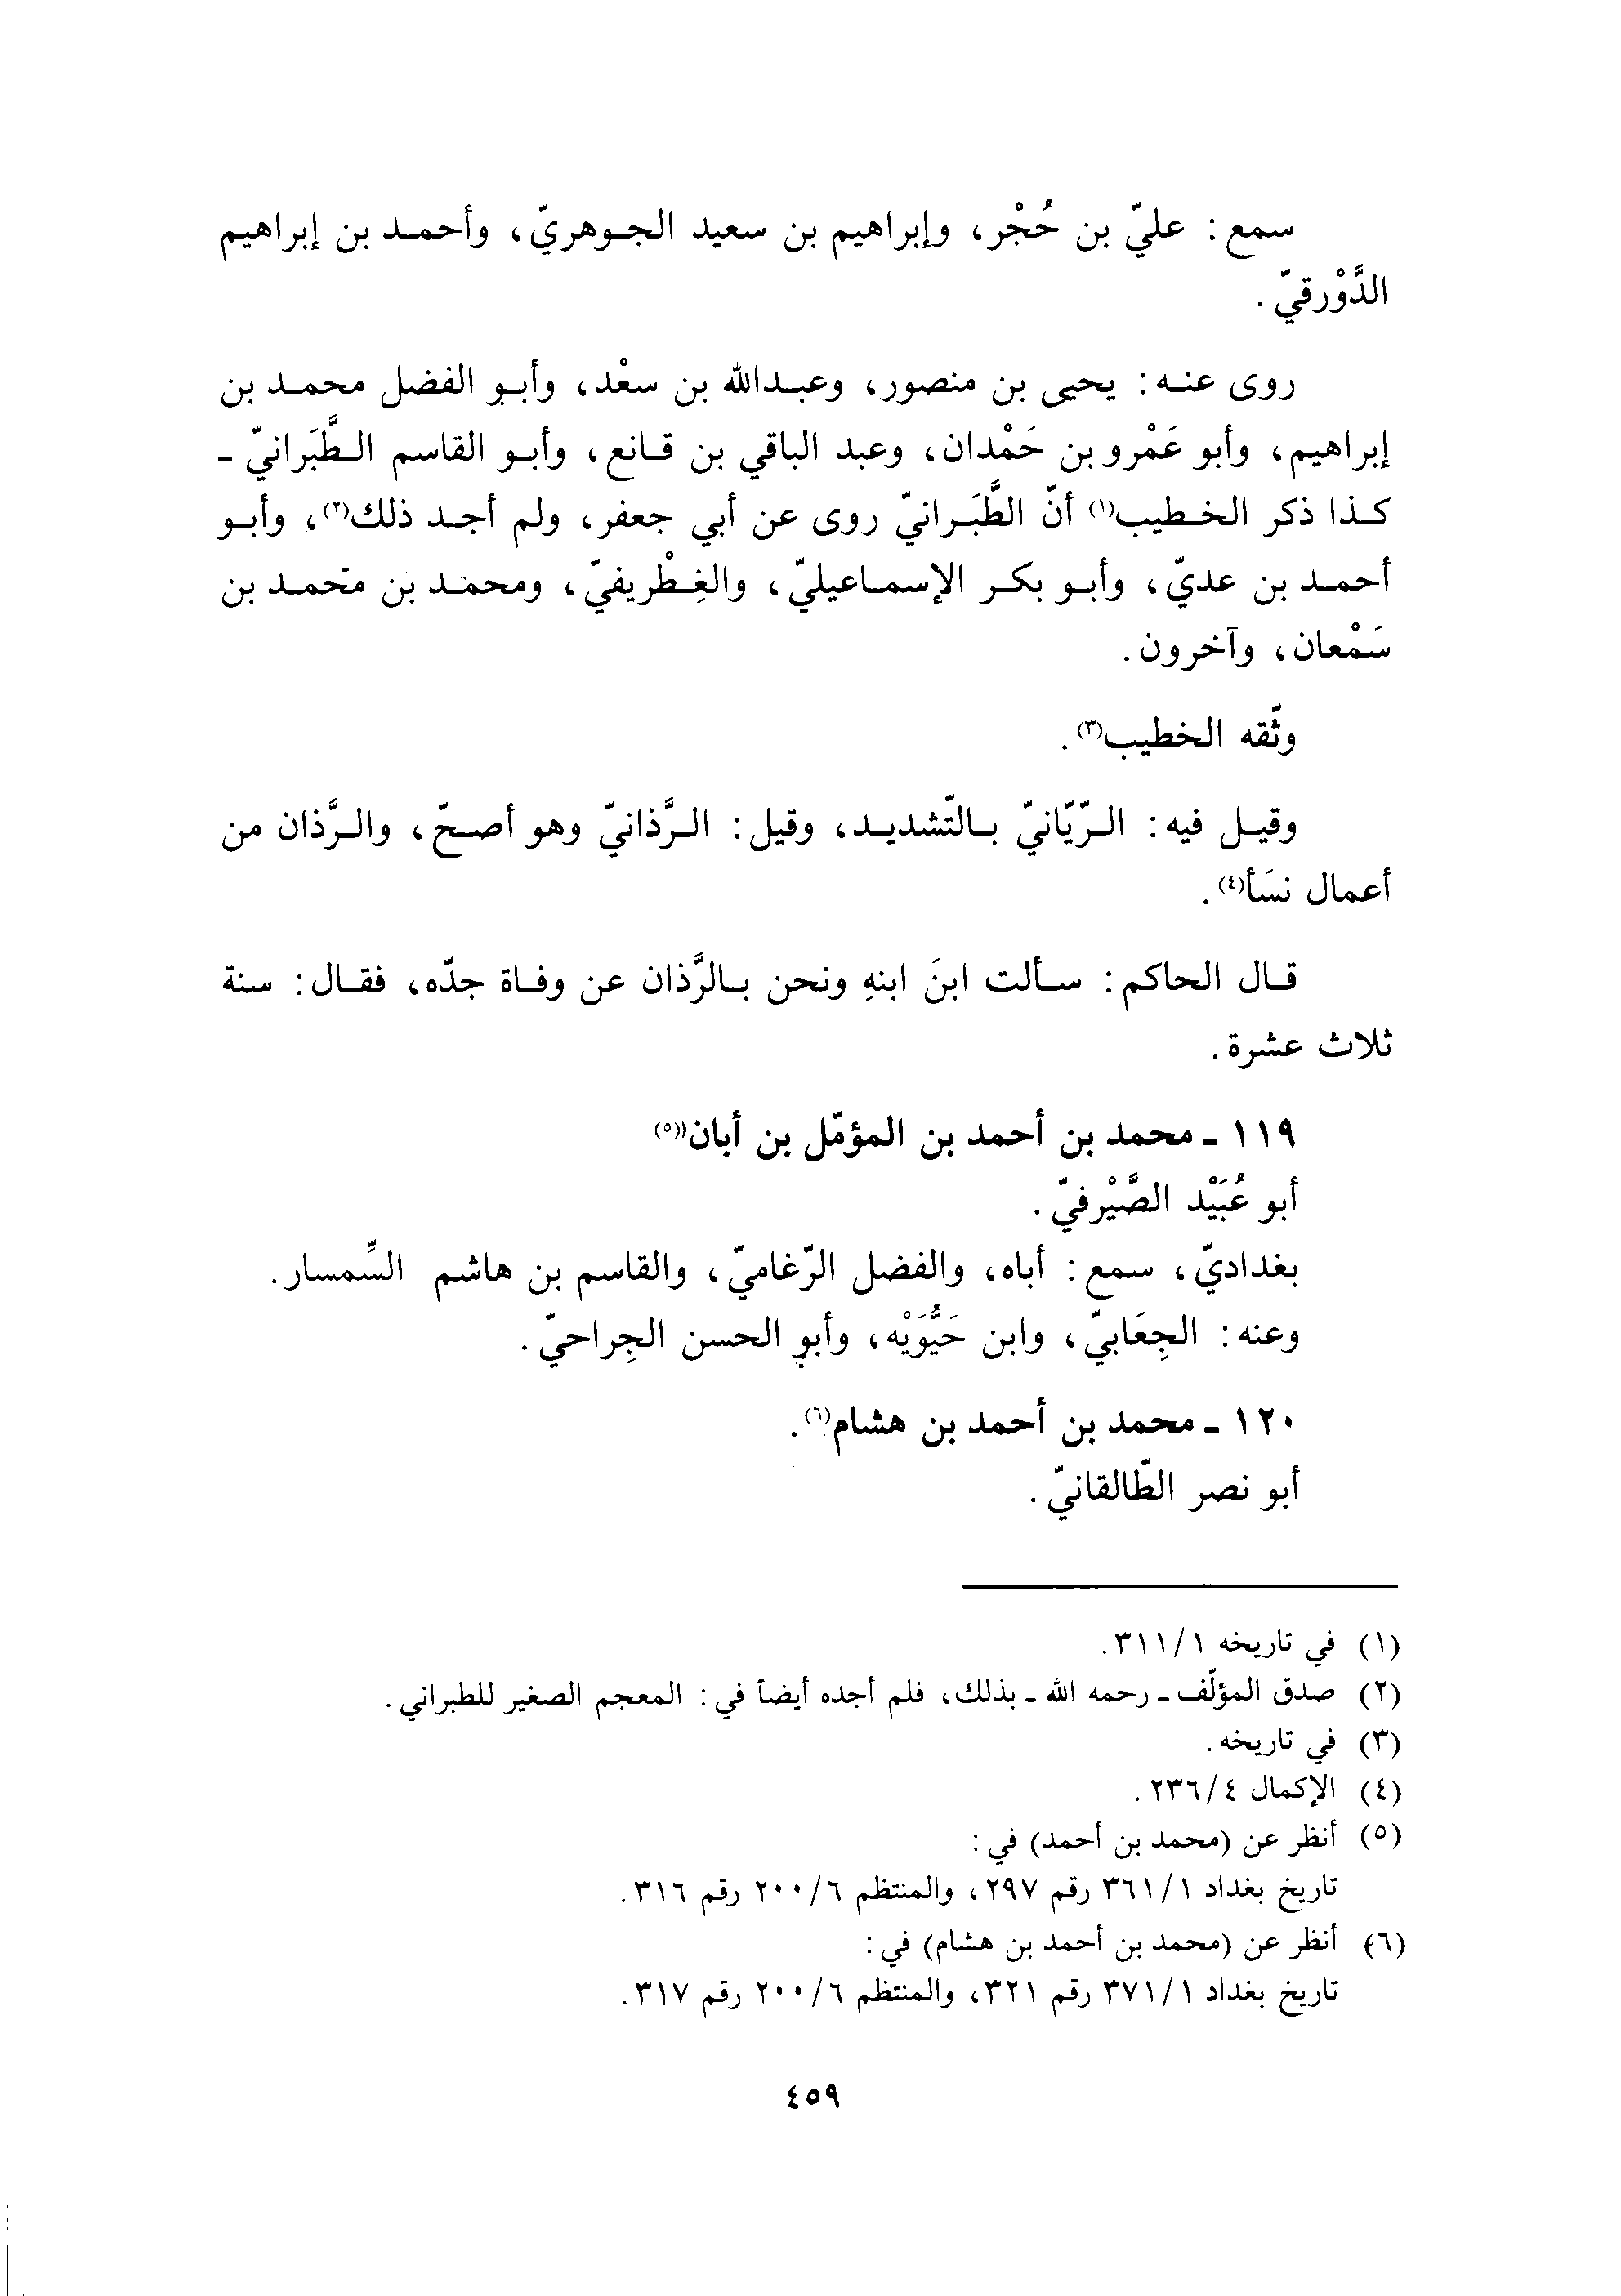 سمع: عليّ بن حُجْر، وإبراهيم بن سعيد الجوهريّ، وأحمد بن إبراهيم
الدَّوْرقيّ.
روى عنه: يحيى بن منصور، وعبدالله بن سعْد، وأبو الفضل محمد بن
إبراهيم، وأبو عَمْرو بن حَمْدان، وعبد الباقي بن قانع، وأبو القاسم الطَّبَرانيّ -
كذا ذكر الخطيب(١) أنّ الطَّبَرانيّ روى عن أبي جعفر، ولم أجد ذلك(٢)، وأبو
أحمد بن عديّ، وأبو بكر الإسماعيليّ، والغِطْريفيّ، ومحمد بن محمد بن
سَمْعان، وآخرون.
وثّقه الخطيب(٣).
وقيل فيه: الرّيّانيّ بالتّشديد، وقيل: الرَّذانيّ وهو أصحّ، والرَّذان من
أعمال نسَأ(٤).
قال الحاكم: سألت ابنَ ابنهِ ونحن بالرَّذان عن وفاة جدّه، فقال: سنة
ثلاث عشرة.
١١٩ - محمد بن أحمد بن المؤمّل بن أبان((٥)
أبو عُبَيْد الصَّيْرفيّ.
بغداديّ، سمع: أباه، والفضل الرّغاميّ، والقاسم بن هاشم السِّمسار.
وعنه: الجِعَابيّ، وابن حَيُّوَيْه، وأبو الحسن الجِراحيّ.
١٢٠ - محمد بن أحمد بن هشام(٦).
أبو نصر الطّالقانيّ.
(١) في تاريخه ٣١١/١.
(٢) صدق المؤلّف - رحمه الله - بذلك، فلم أجده أيضاً في: المعجم الصغير للطبراني.
(٣) في تاريخه.
(٤) الإكمال ٢٣٦/٤.
(٥) أنظر عن (محمد بن أحمد) في:
تاريخ بغداد ٣٦١/١ رقم ٢٩٧، والمنتظم ٢٠٠/٦ رقم ٣١٦.
(٦) أنظر عن (محمد بن أحمد بن هشام) في:
تاريخ بغداد ٣٧١/١ رقم ٣٢١، والمنتظم ٢٠٠/٦ رقم ٣١٧.
٤٥٩